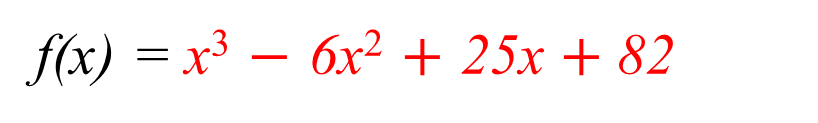 f(x) = x³ − 6x² + 25x + 82